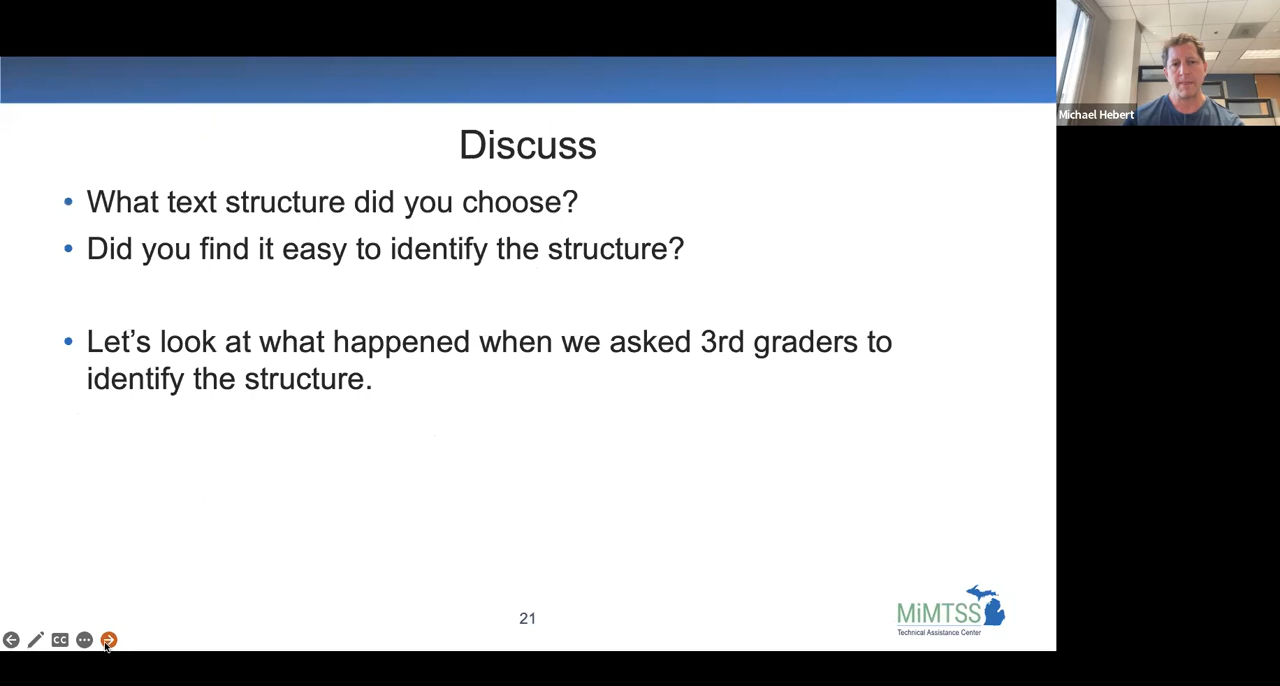 Discuss
• What text structure did you choose?
• Did you find it easy to identify the structure?
• Let’s look at what happened when we asked 3rd graders to
identify the structure.
21
MiMTSS
Technical Assistance Center
CC
Michael Hebert